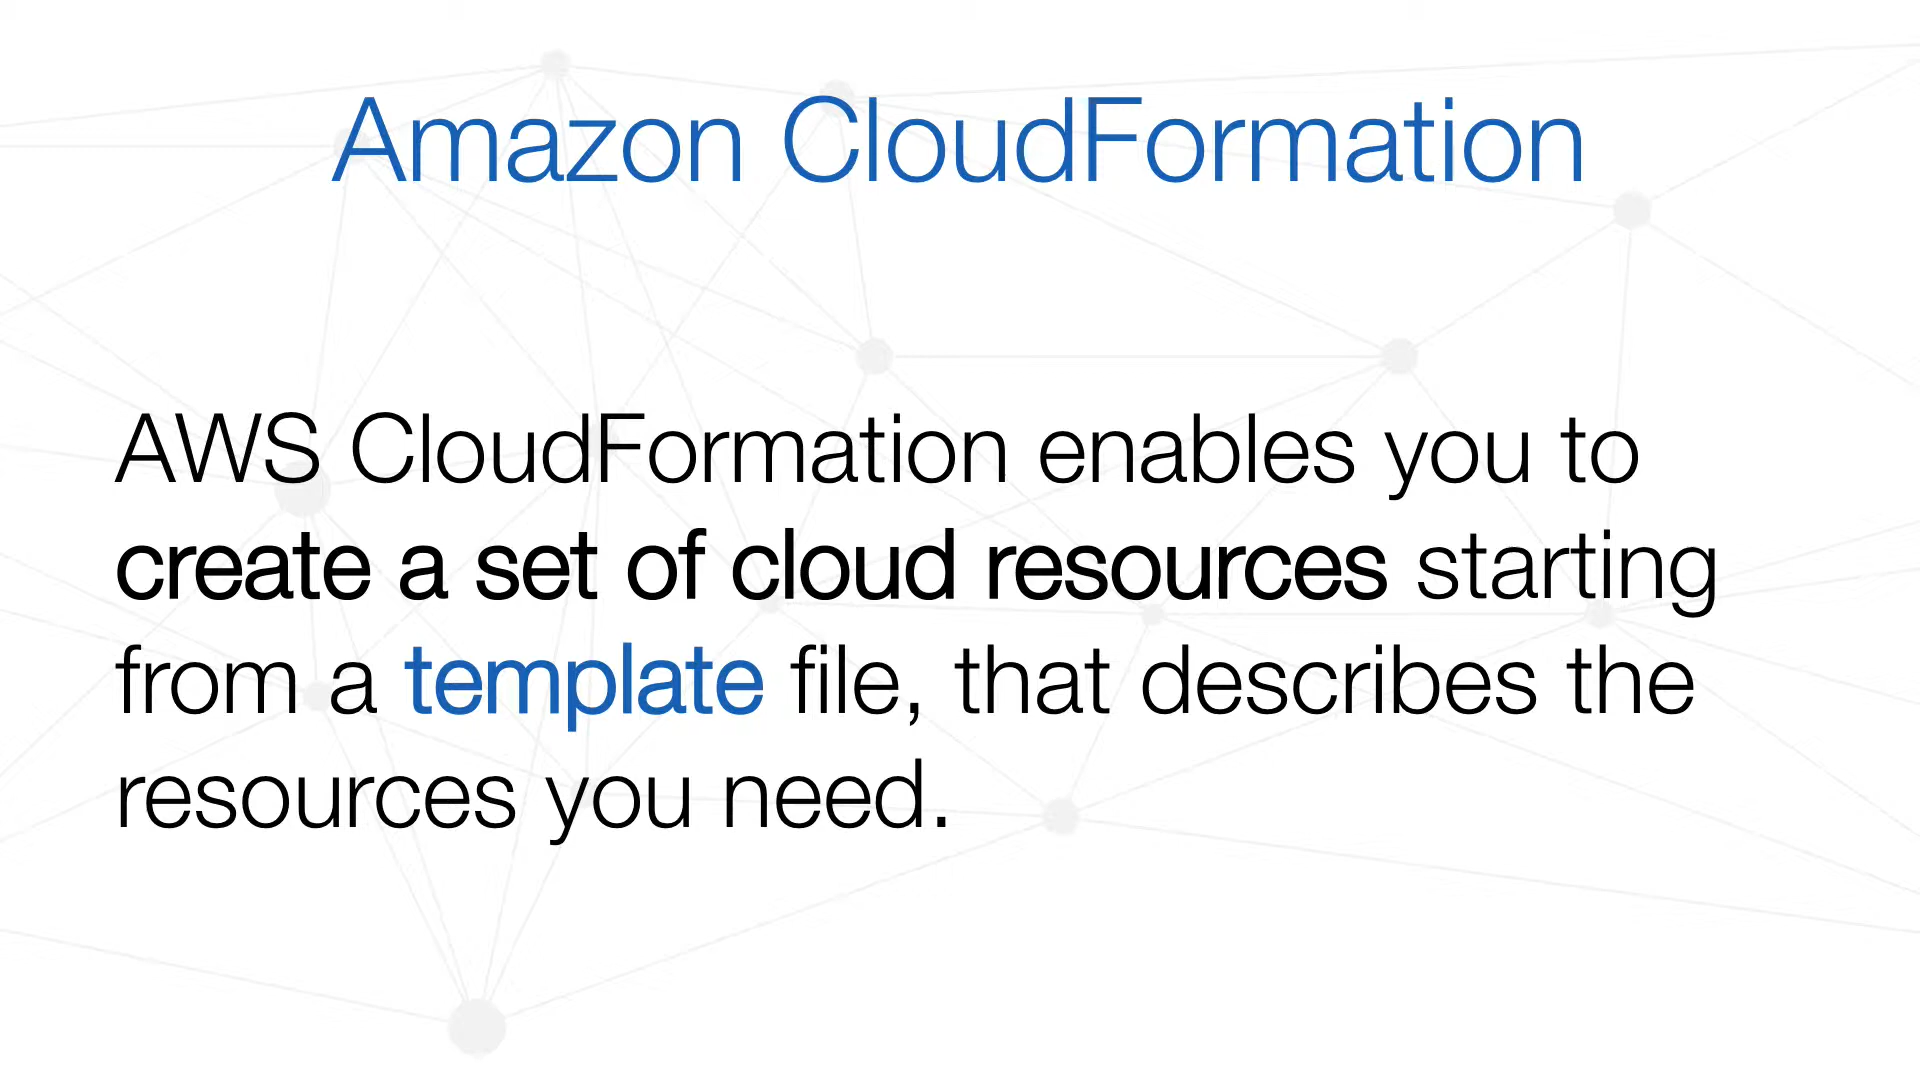 Amazon CloudFormation
AWS CloudFormation enables you to
create a set of cloud resources starting
from a template file, that describes the
resources you need.